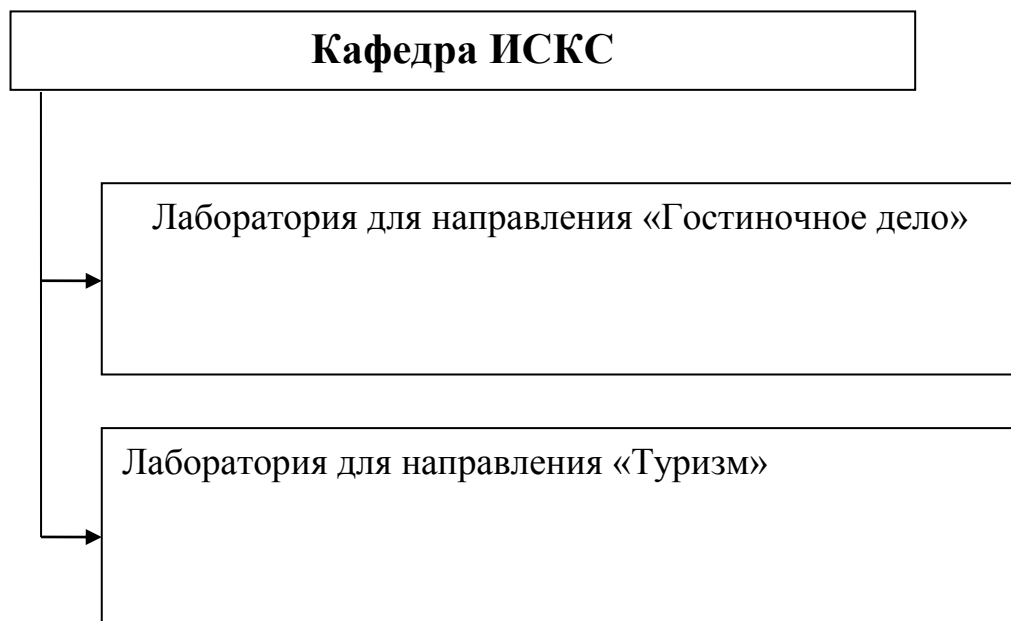 Кафедра ИСКС
Лаборатория для направления «Гостиночное дело»
Лаборатория для направления «Туризм»